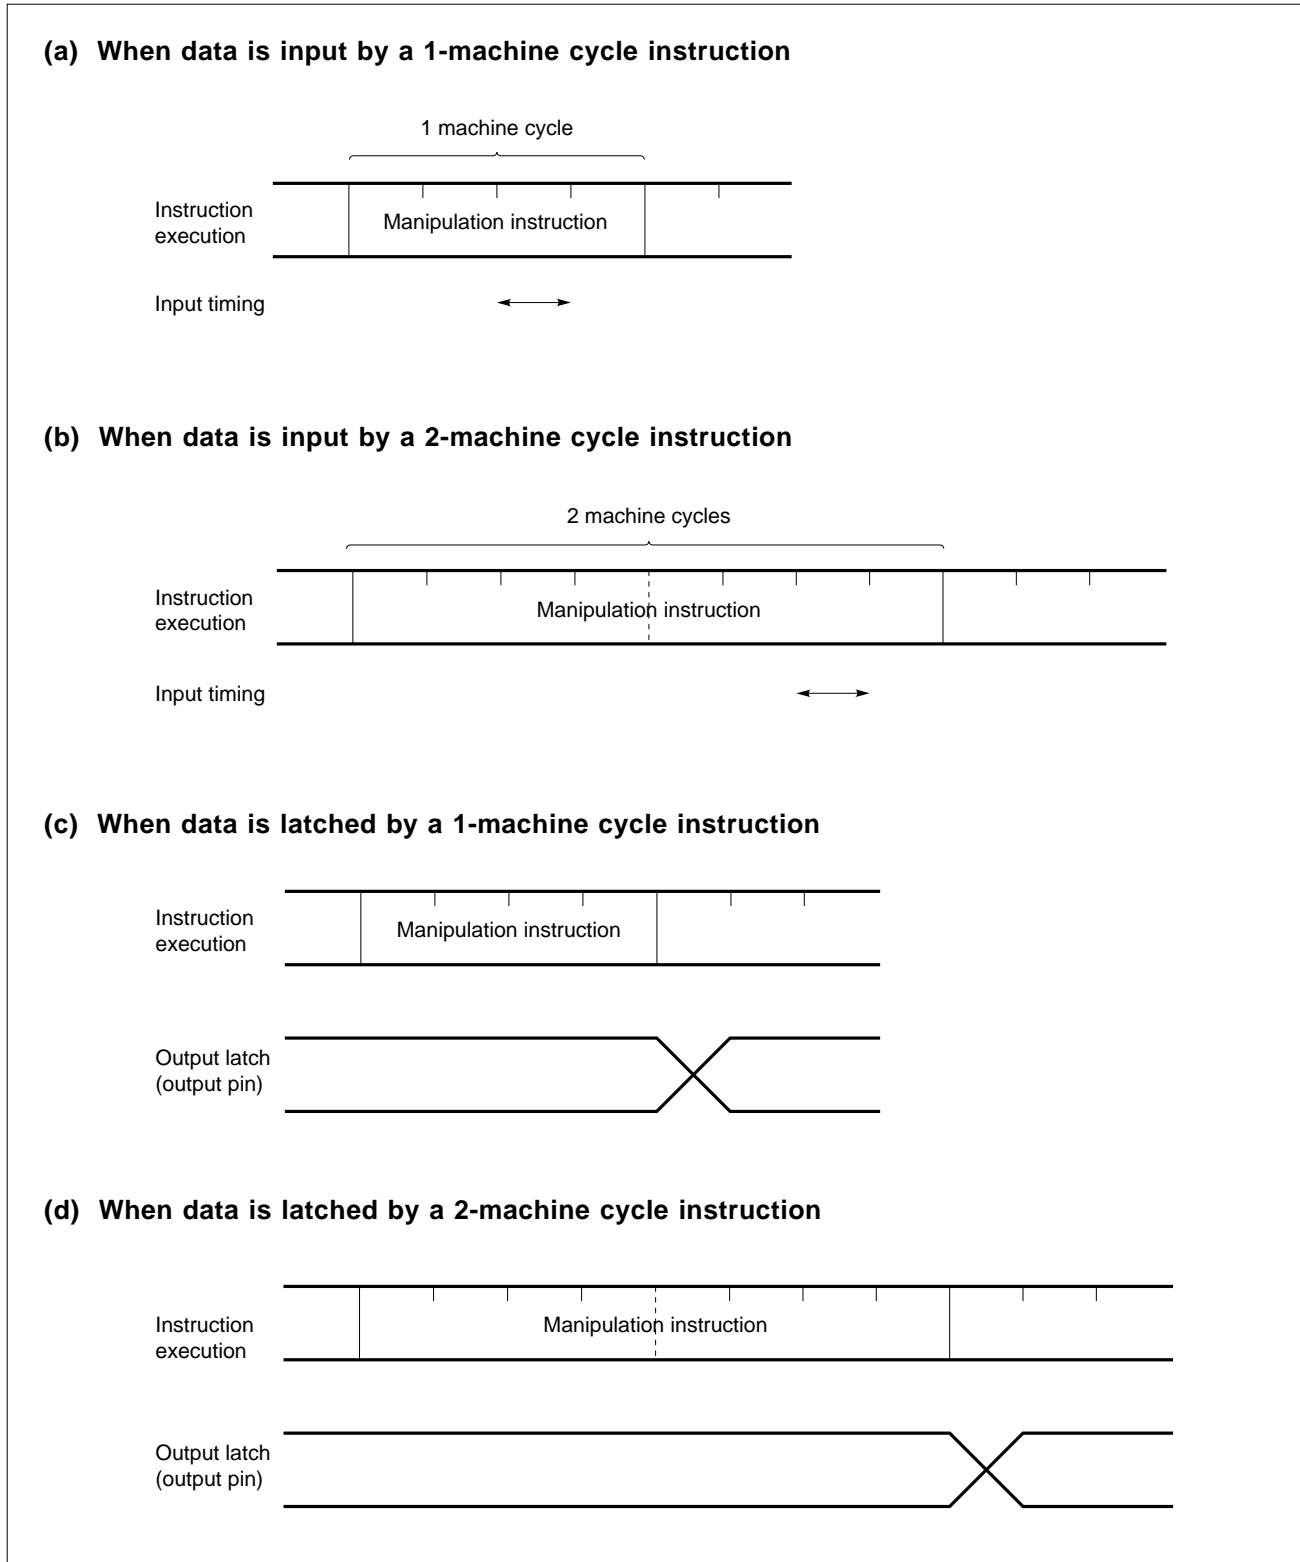 (a) When data is input by a 1-machine cycle instruction
1 machine cycle
Instruction
execution
Manipulation instruction
Input timing
(b) When data is input by a 2-machine cycle instruction
2 machine cycles
Instruction
execution
Manipulation instruction
Input timing
(c) When data is latched by a 1-machine cycle instruction
Instruction
execution
Manipulation instruction
Output latch
(output pin)
(d) When data is latched by a 2-machine cycle instruction
Instruction
execution
Manipulation instruction
Output latch
(output pin)